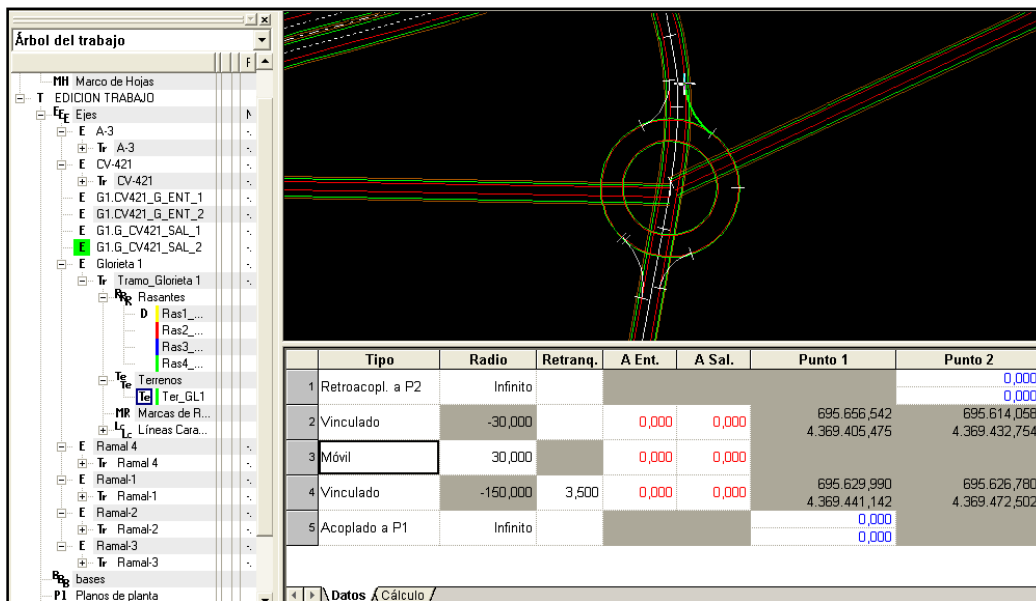 Árbol del trabajo
F
MH Marco de Hojas
T EDICION TRABAJO
Ejes
E A-3
Tr A-3
E CV-421
Tr CV-421
E G1.CV421_G_ENT_1
E G1.CV421_G_ENT_2
E G1.G_CV421_SAL_1
E G1.G_CV421_SAL_2
E Glorieta 1
Tr Tramo_Glorieta 1
Rasantes
D Ras1_...
Ras2_...
Ras3_...
Ras4_...
Terrenos
Te Ter_GL1
MR Marcas de R...
Líneas Cara...
E Ramal 4
Tr Ramal 4
E Ramal-1
Tr Ramal-1
E Ramal-2
Tr Ramal-2
E Ramal-3
Tr Ramal-3
bases
Pl Planos de planta
Tipo Radio Retranq. A Ent. A Sal. Punto 1 Punto 2
1 Retroacopl. a P2 Infinito 0,000
0,000
2 Vinculado -30,000 0,000 0,000 695.656,542 695.614,058
4.369.405,475 4.369.432,754
3 Móvil 30,000 0,000 0,000
4 Vinculado -150,000 3,500 0,000 0,000 695.629,990 695.626,780
4.369.441,142 4.369.472,502
5 Acoplado a P1 Infinito 0,000
0,000
Datos Cálculo